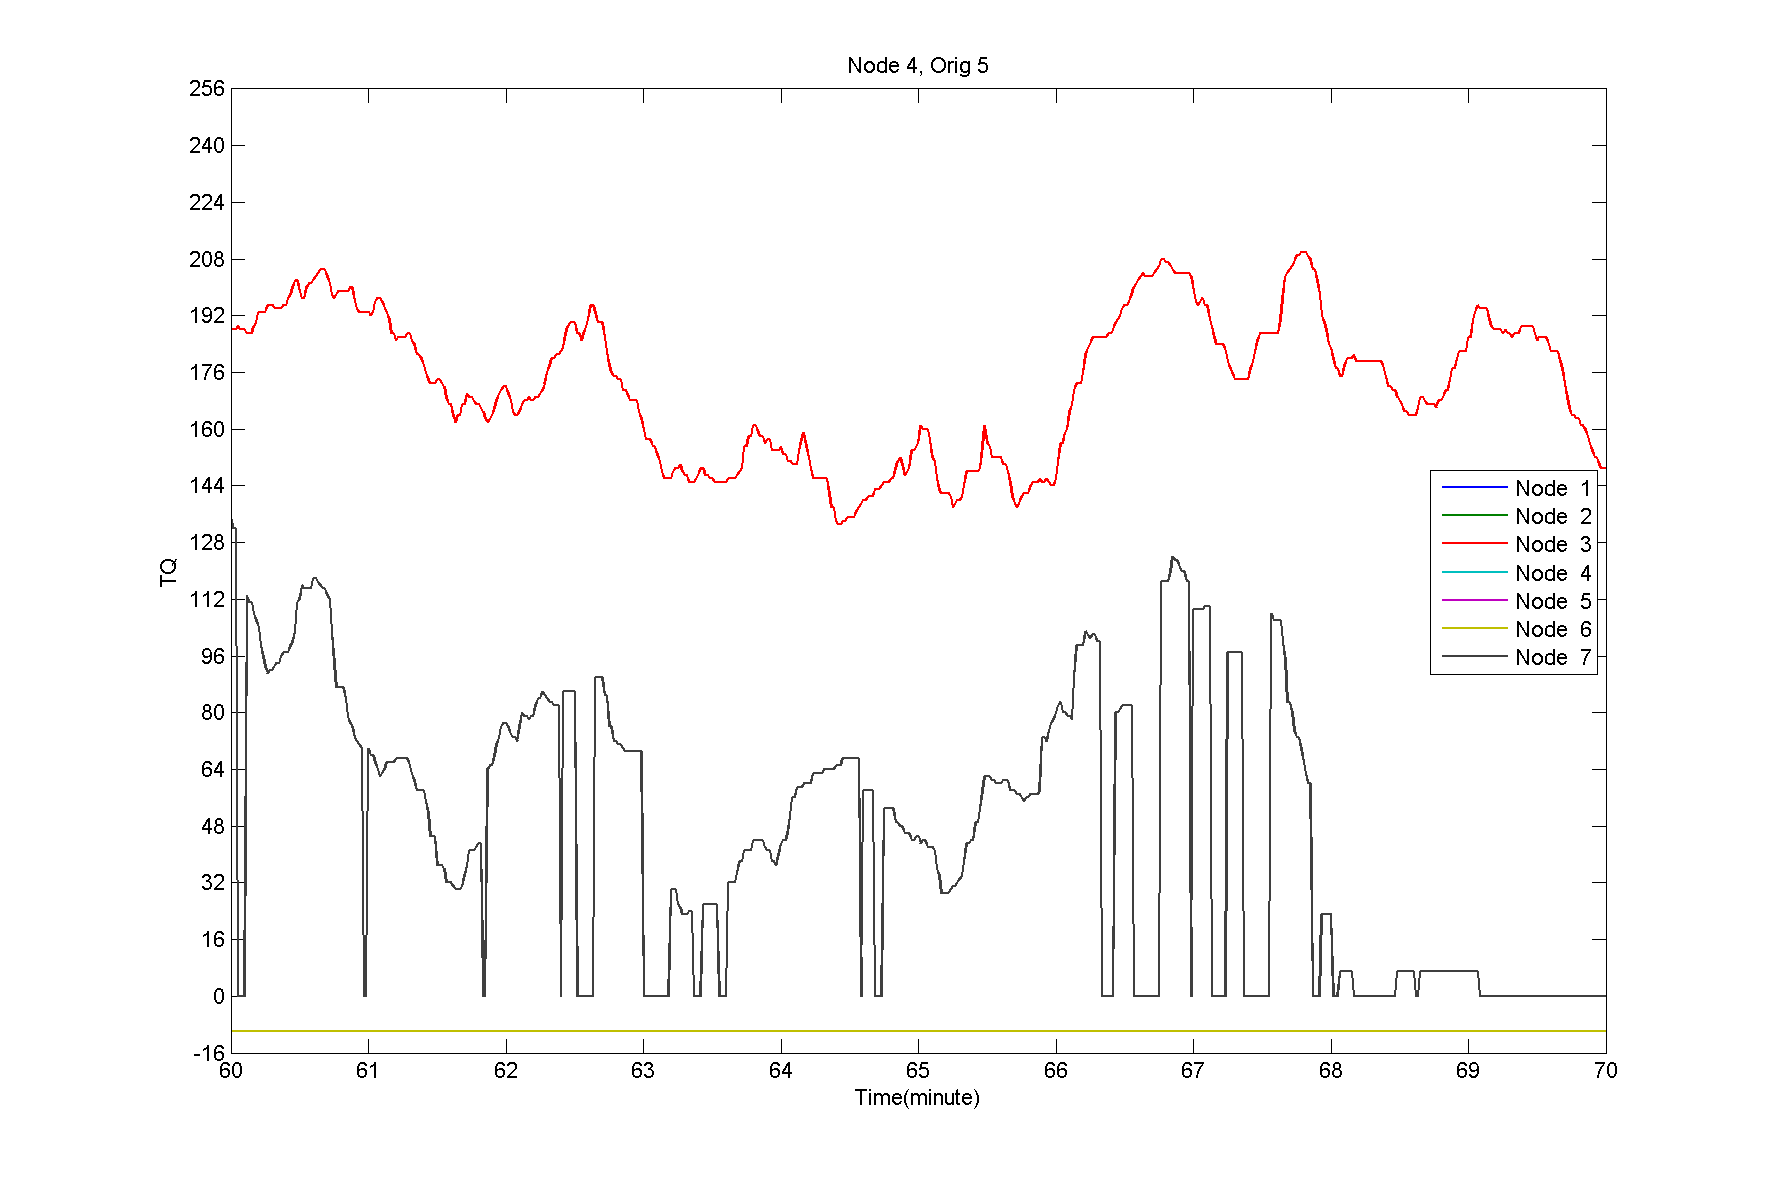 Node 4, Orig 5
256
240
224
208
192
176
160
144
128
112
96
80
64
48
32
16
0
-16
TQ
60 61 62 63 64 65 66 67 68 69 70
Time(minute)
Node 1
Node 2
Node 3
Node 4
Node 5
Node 6
Node 7